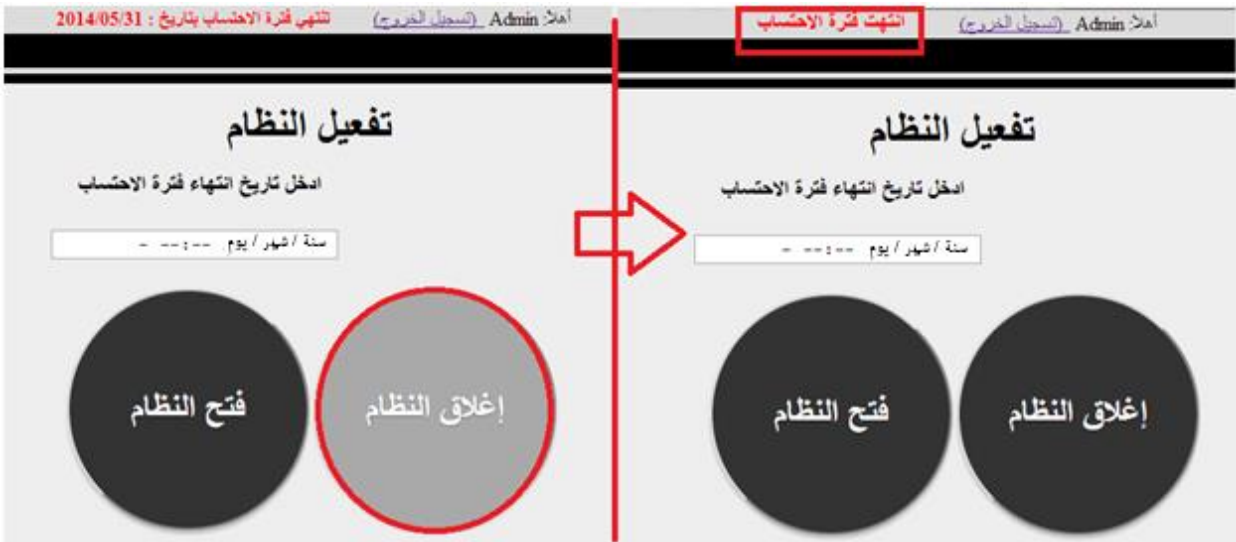 أهلا: Admin (تسجيل الخروج) تنتهي فترة الاحتساب بتاريخ : 2014/05/31
تفعيل النظام
ادخل تاريخ انتهاء فترة الاحتساب
سنة / شهر / يوم --:-- -
إغلاق النظام
فتح النظام
أهلا: Admin (تسجيل الخروج) انتهت فترة الاحتساب
تفعيل النظام
ادخل تاريخ انتهاء فترة الاحتساب
سنة / شهر / يوم --:-- -
إغلاق النظام
فتح النظام